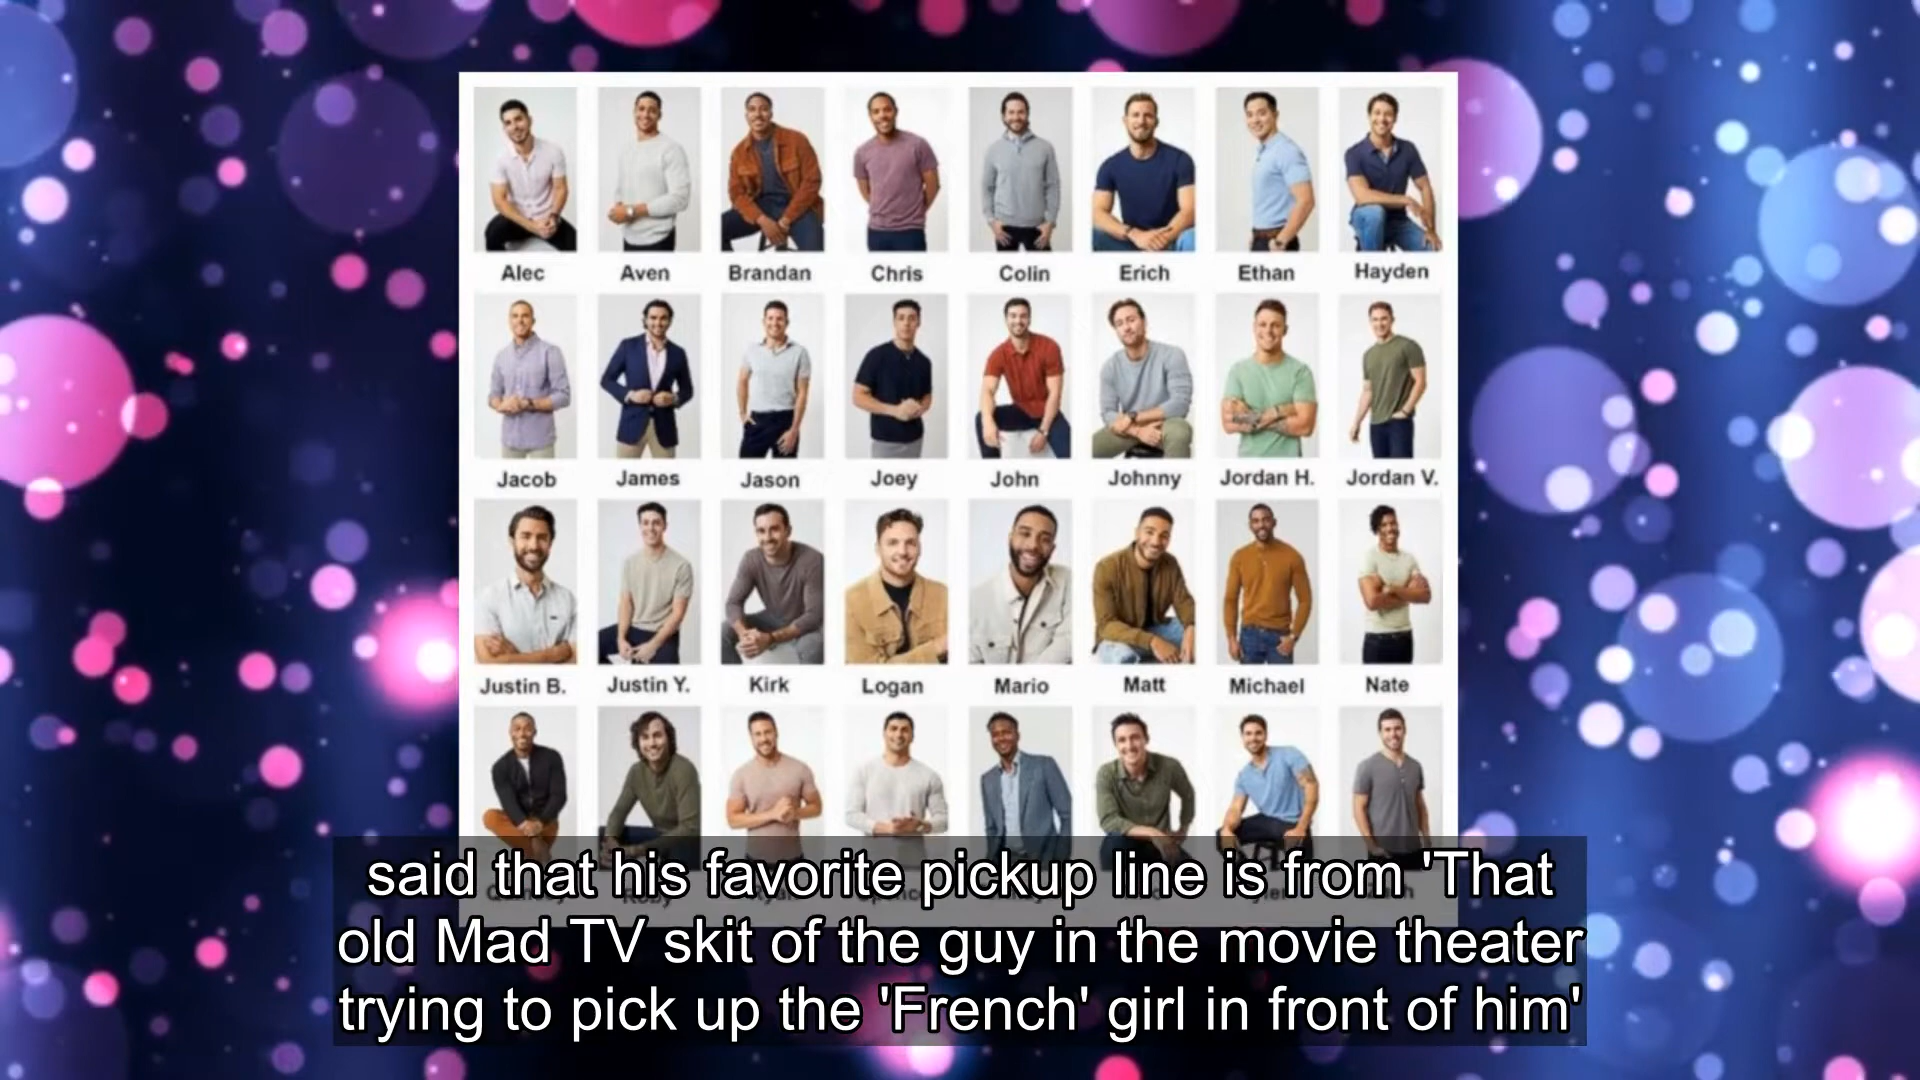 Alec Aven Brandan Chris Colin Erich Ethan Hayden
Jacob James Jason Joey John Johnny Jordan H. Jordan V.
Justin B. Justin Y. Kirk Logan Mario Matt Michael Nate
said that his favorite pickup line is from 'That
old Mad TV skit of the guy in the movie theater
trying to pick up the 'French' girl in front of him'